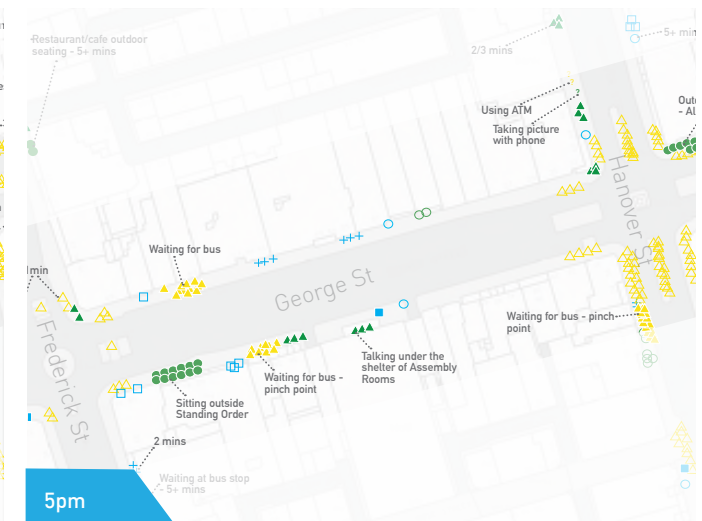 Restaurant/cafe outdoor
seating - 5+ mins
2/3 mins
5+ min
Using ATM
?
?
Taking picture
with phone
Hanover St
Waiting for bus
min
George St
Frederick St
Waiting for bus - pinch-
point
Talking under the
shelter of Assembly
Rooms
Waiting for bus -
pinch point
Sitting outside
Standing Order
2 mins
Waiting at bus stop
- 5+ mins
5pm